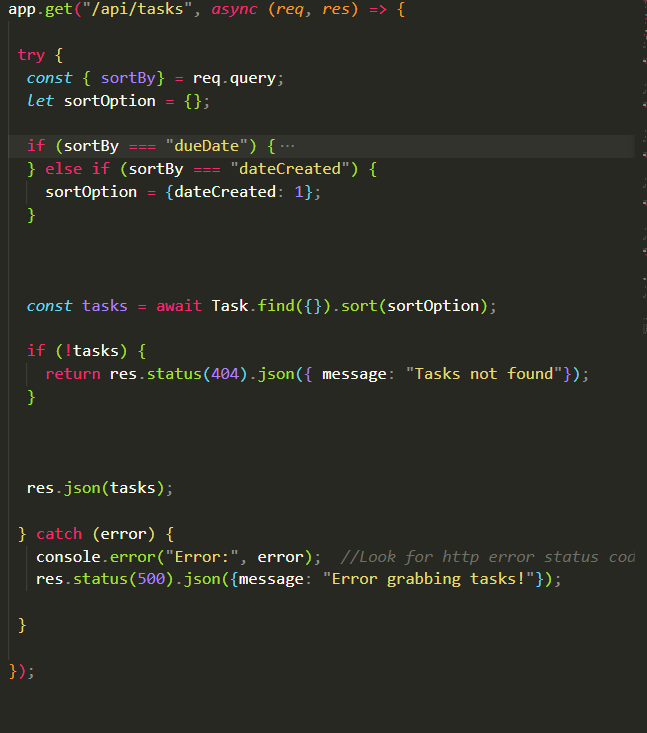 app.get("/api/tasks", async (req, res) => {
try {
const { sortBy} = req.query;
let sortOption = {};
if (sortBy === "dueDate") {···
} else if (sortBy === "dateCreated") {
sortOption = {dateCreated: 1};
}
const tasks = await Task.find({}).sort(sortOption);
if (!tasks) {
return res.status(404).json({ message: "Tasks not found"});
}
res.json(tasks);
} catch (error) {
console.error("Error:", error);  //Look for http error status cod
res.status(500).json({message: "Error grabbing tasks!"});
}
});